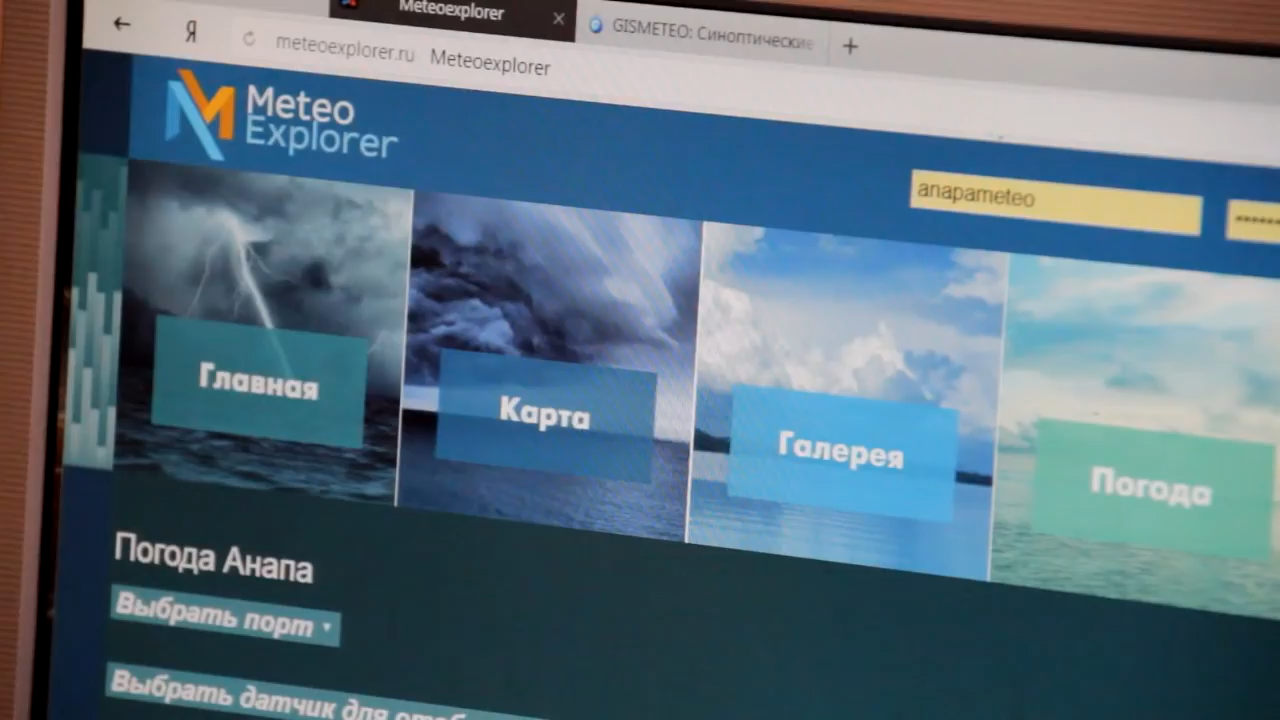 Meteoexplorer
GISMETEO: Синоптические
Я
meteoexplorer.ru Meteoexplorer
Meteo
Explorer
anapameteo
Главная
Карта
Галерея
Погода
Погода Анапа
Выбрать порт
Выбрать датчик для